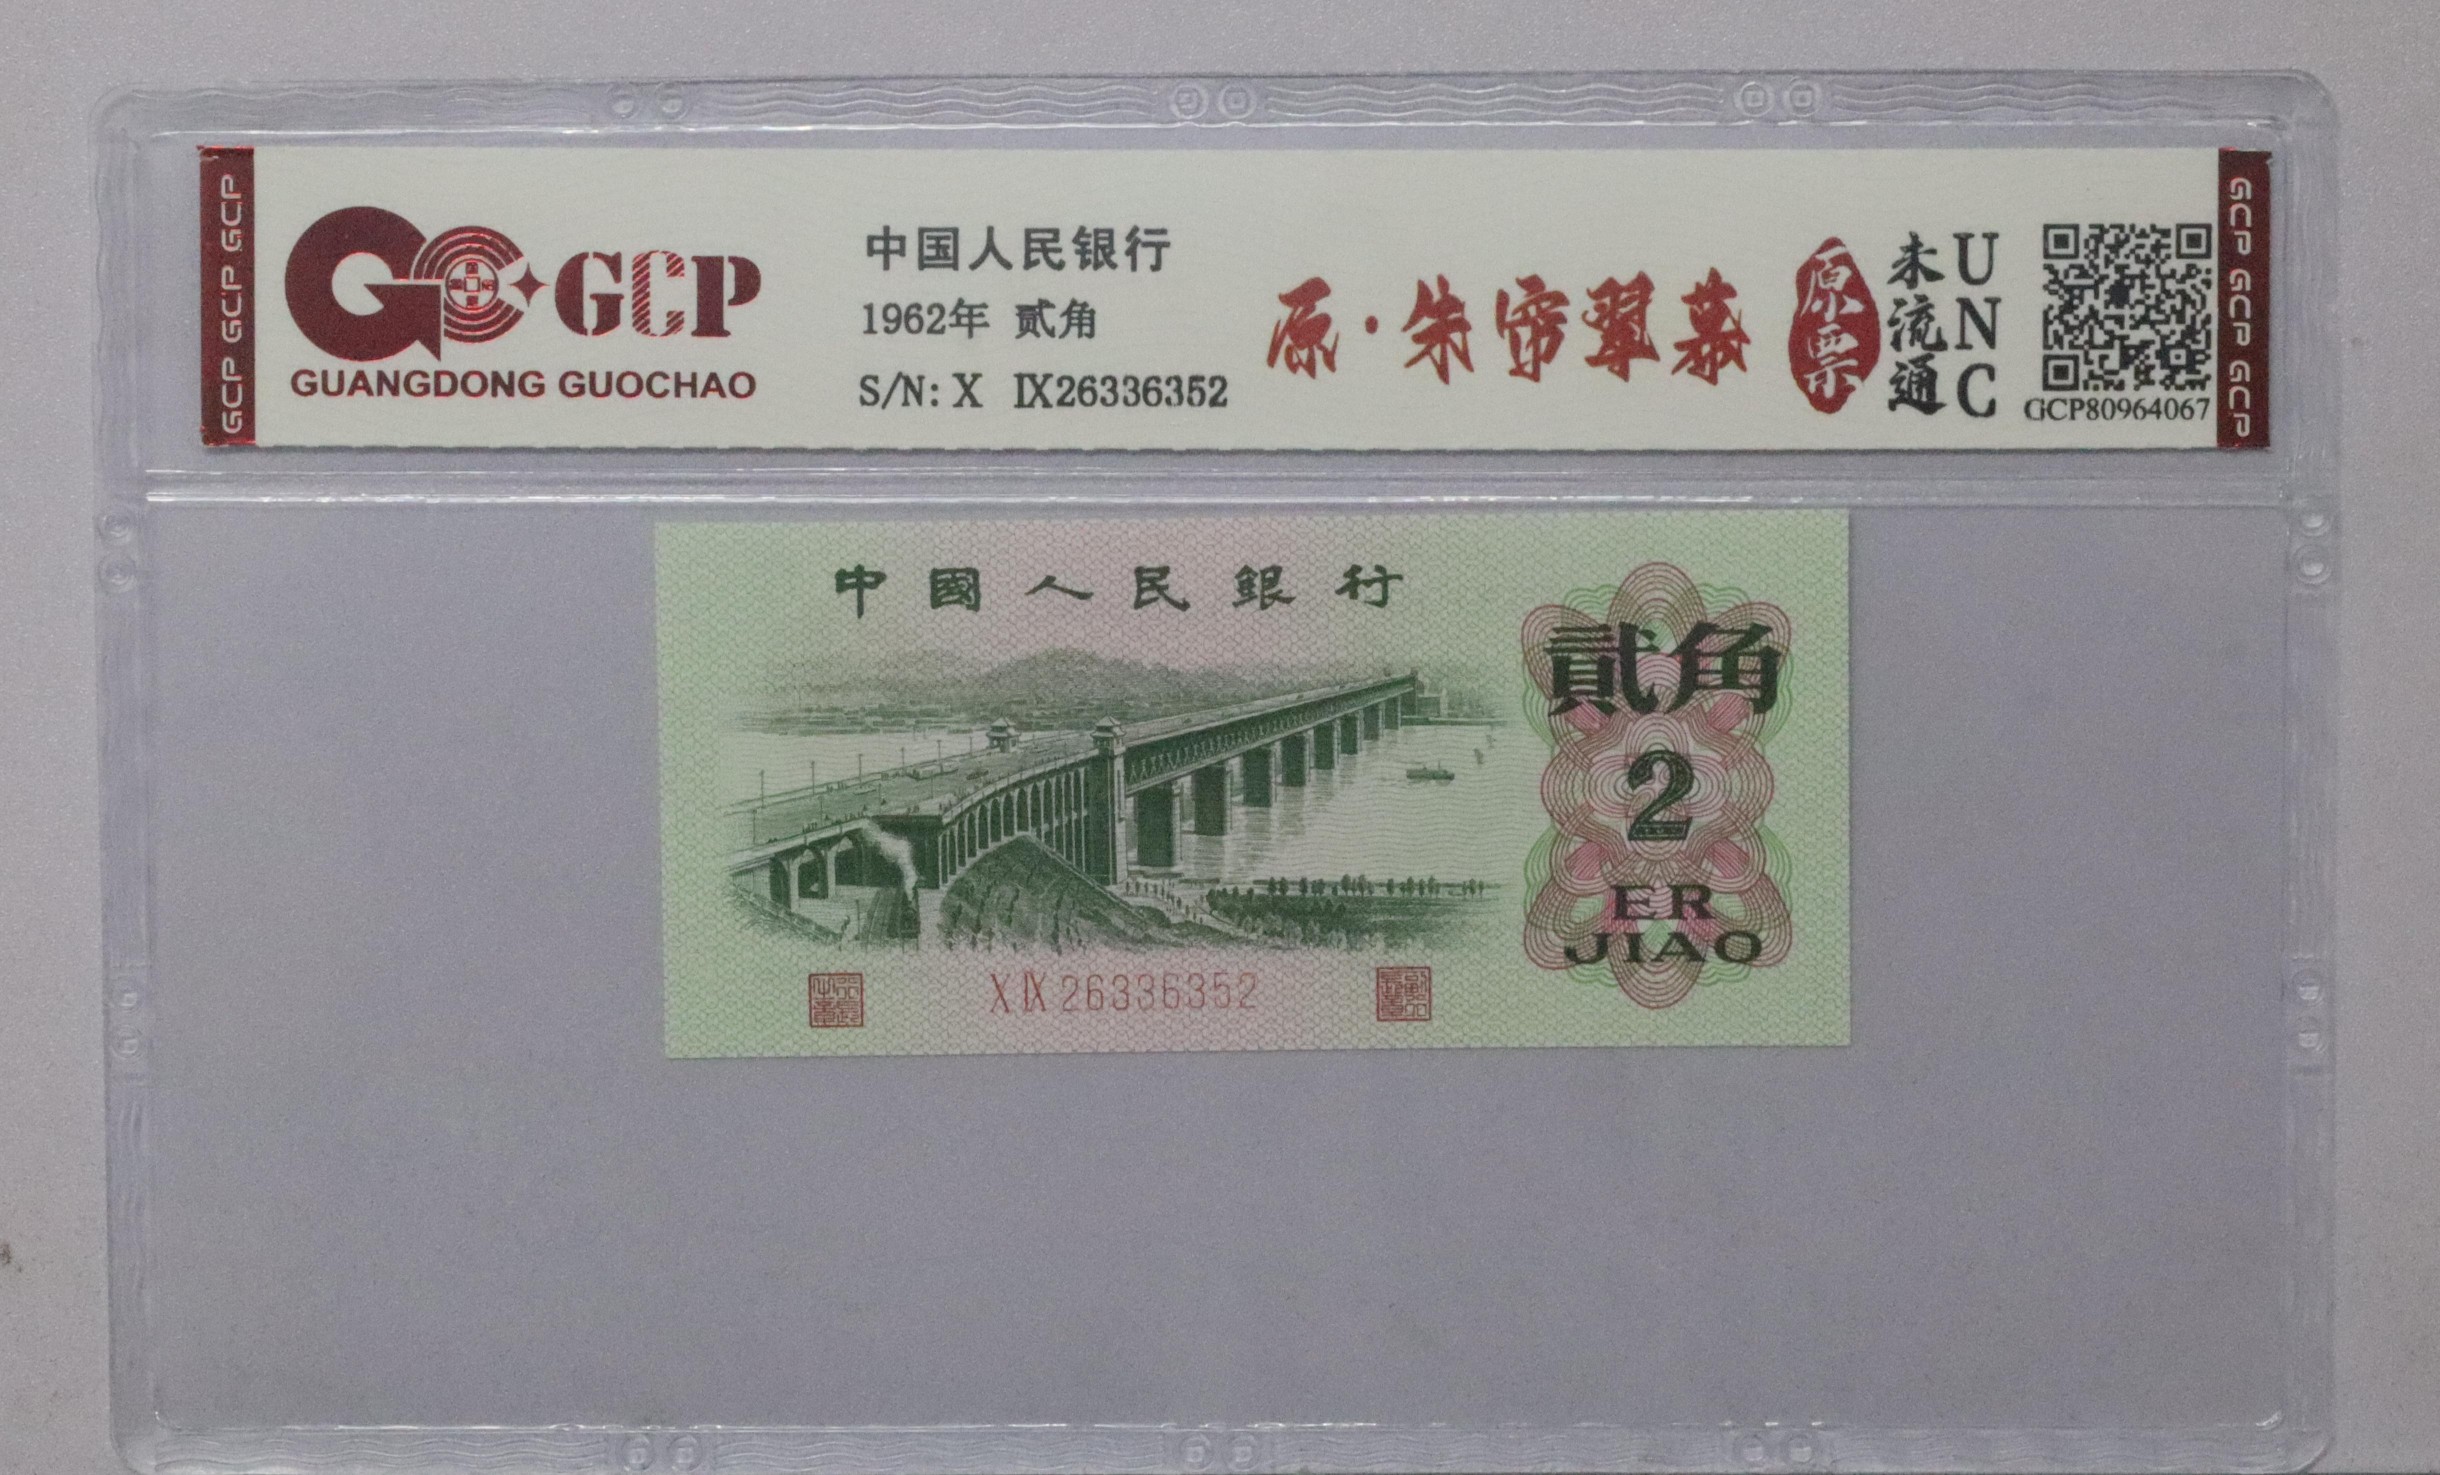 GCP GCP GCP
GCP
GUANGDONG GUOCHAO
中国人民银行
1962年 贰角
S/N: X Ⅸ26336352
原·朱帘翠幕
原票
未流通
UNC
GCP80964067
GCP GCP GCP
中國人民銀行
貳角
2
ER
JIAO
X Ⅸ 26336352